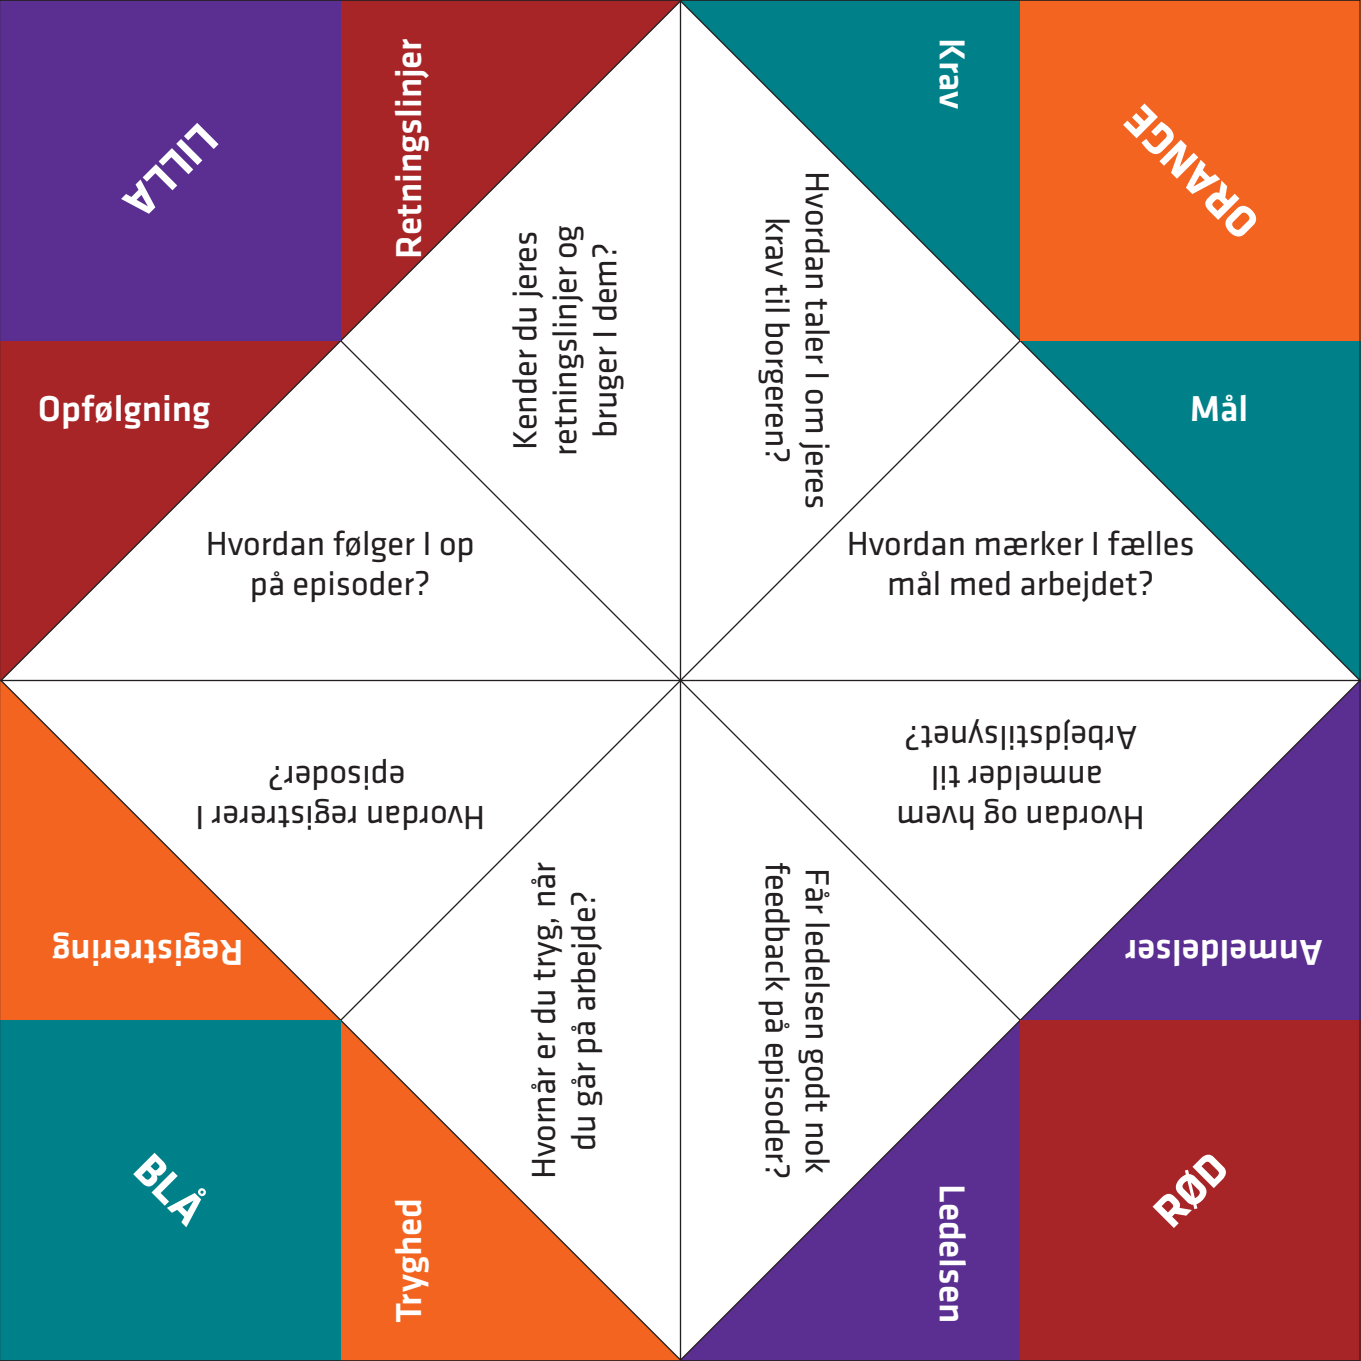 LILLA
Retningslinjer
Krav
ORANGE
Opfølgning
Mål
Kender du jeres
retningslinjer og
bruger I dem?
Hvordan taler I om jeres
krav til borgeren?
Hvordan følger I op
på episoder?
Hvordan mærker I fælles
mål med arbejdet?
Hvordan registrerer I
episoder?
Hvordan og hvem
anmelder til
Arbejdstilsynet?
Hvornår er du tryg, når
du går på arbejde?
Får ledelsen godt nok
feedback på episoder?
Registrering
Anmeldelser
BLÅ
Tryghed
Ledelsen
RØD